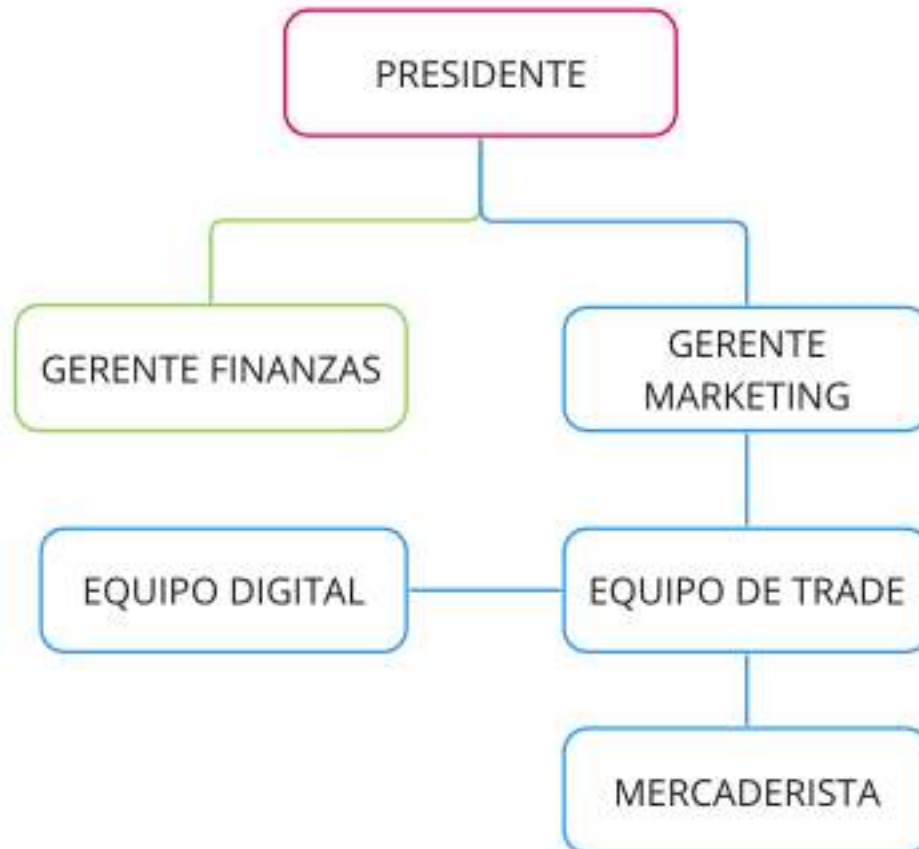 PRESIDENTE
GERENTE FINANZAS
GERENTE
MARKETING
EQUIPO DIGITAL
EQUIPO DE TRADE
MERCADERISTA